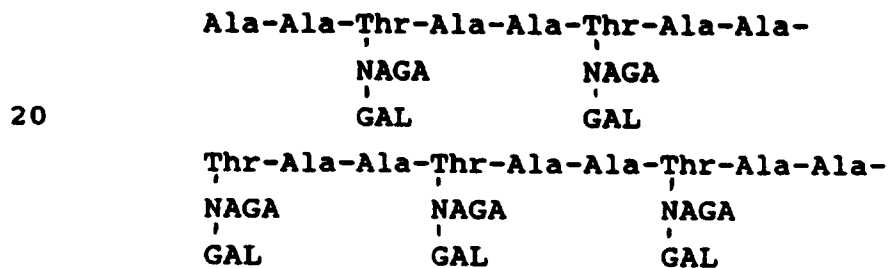 Ala-Ala-Thr-Ala-Ala-Thr-Ala-Ala-
NAGA NAGA
20 GAL GAL
Thr-Ala-Ala-Thr-Ala-Ala-Thr-Ala-Ala-
NAGA NAGA NAGA
GAL GAL GAL